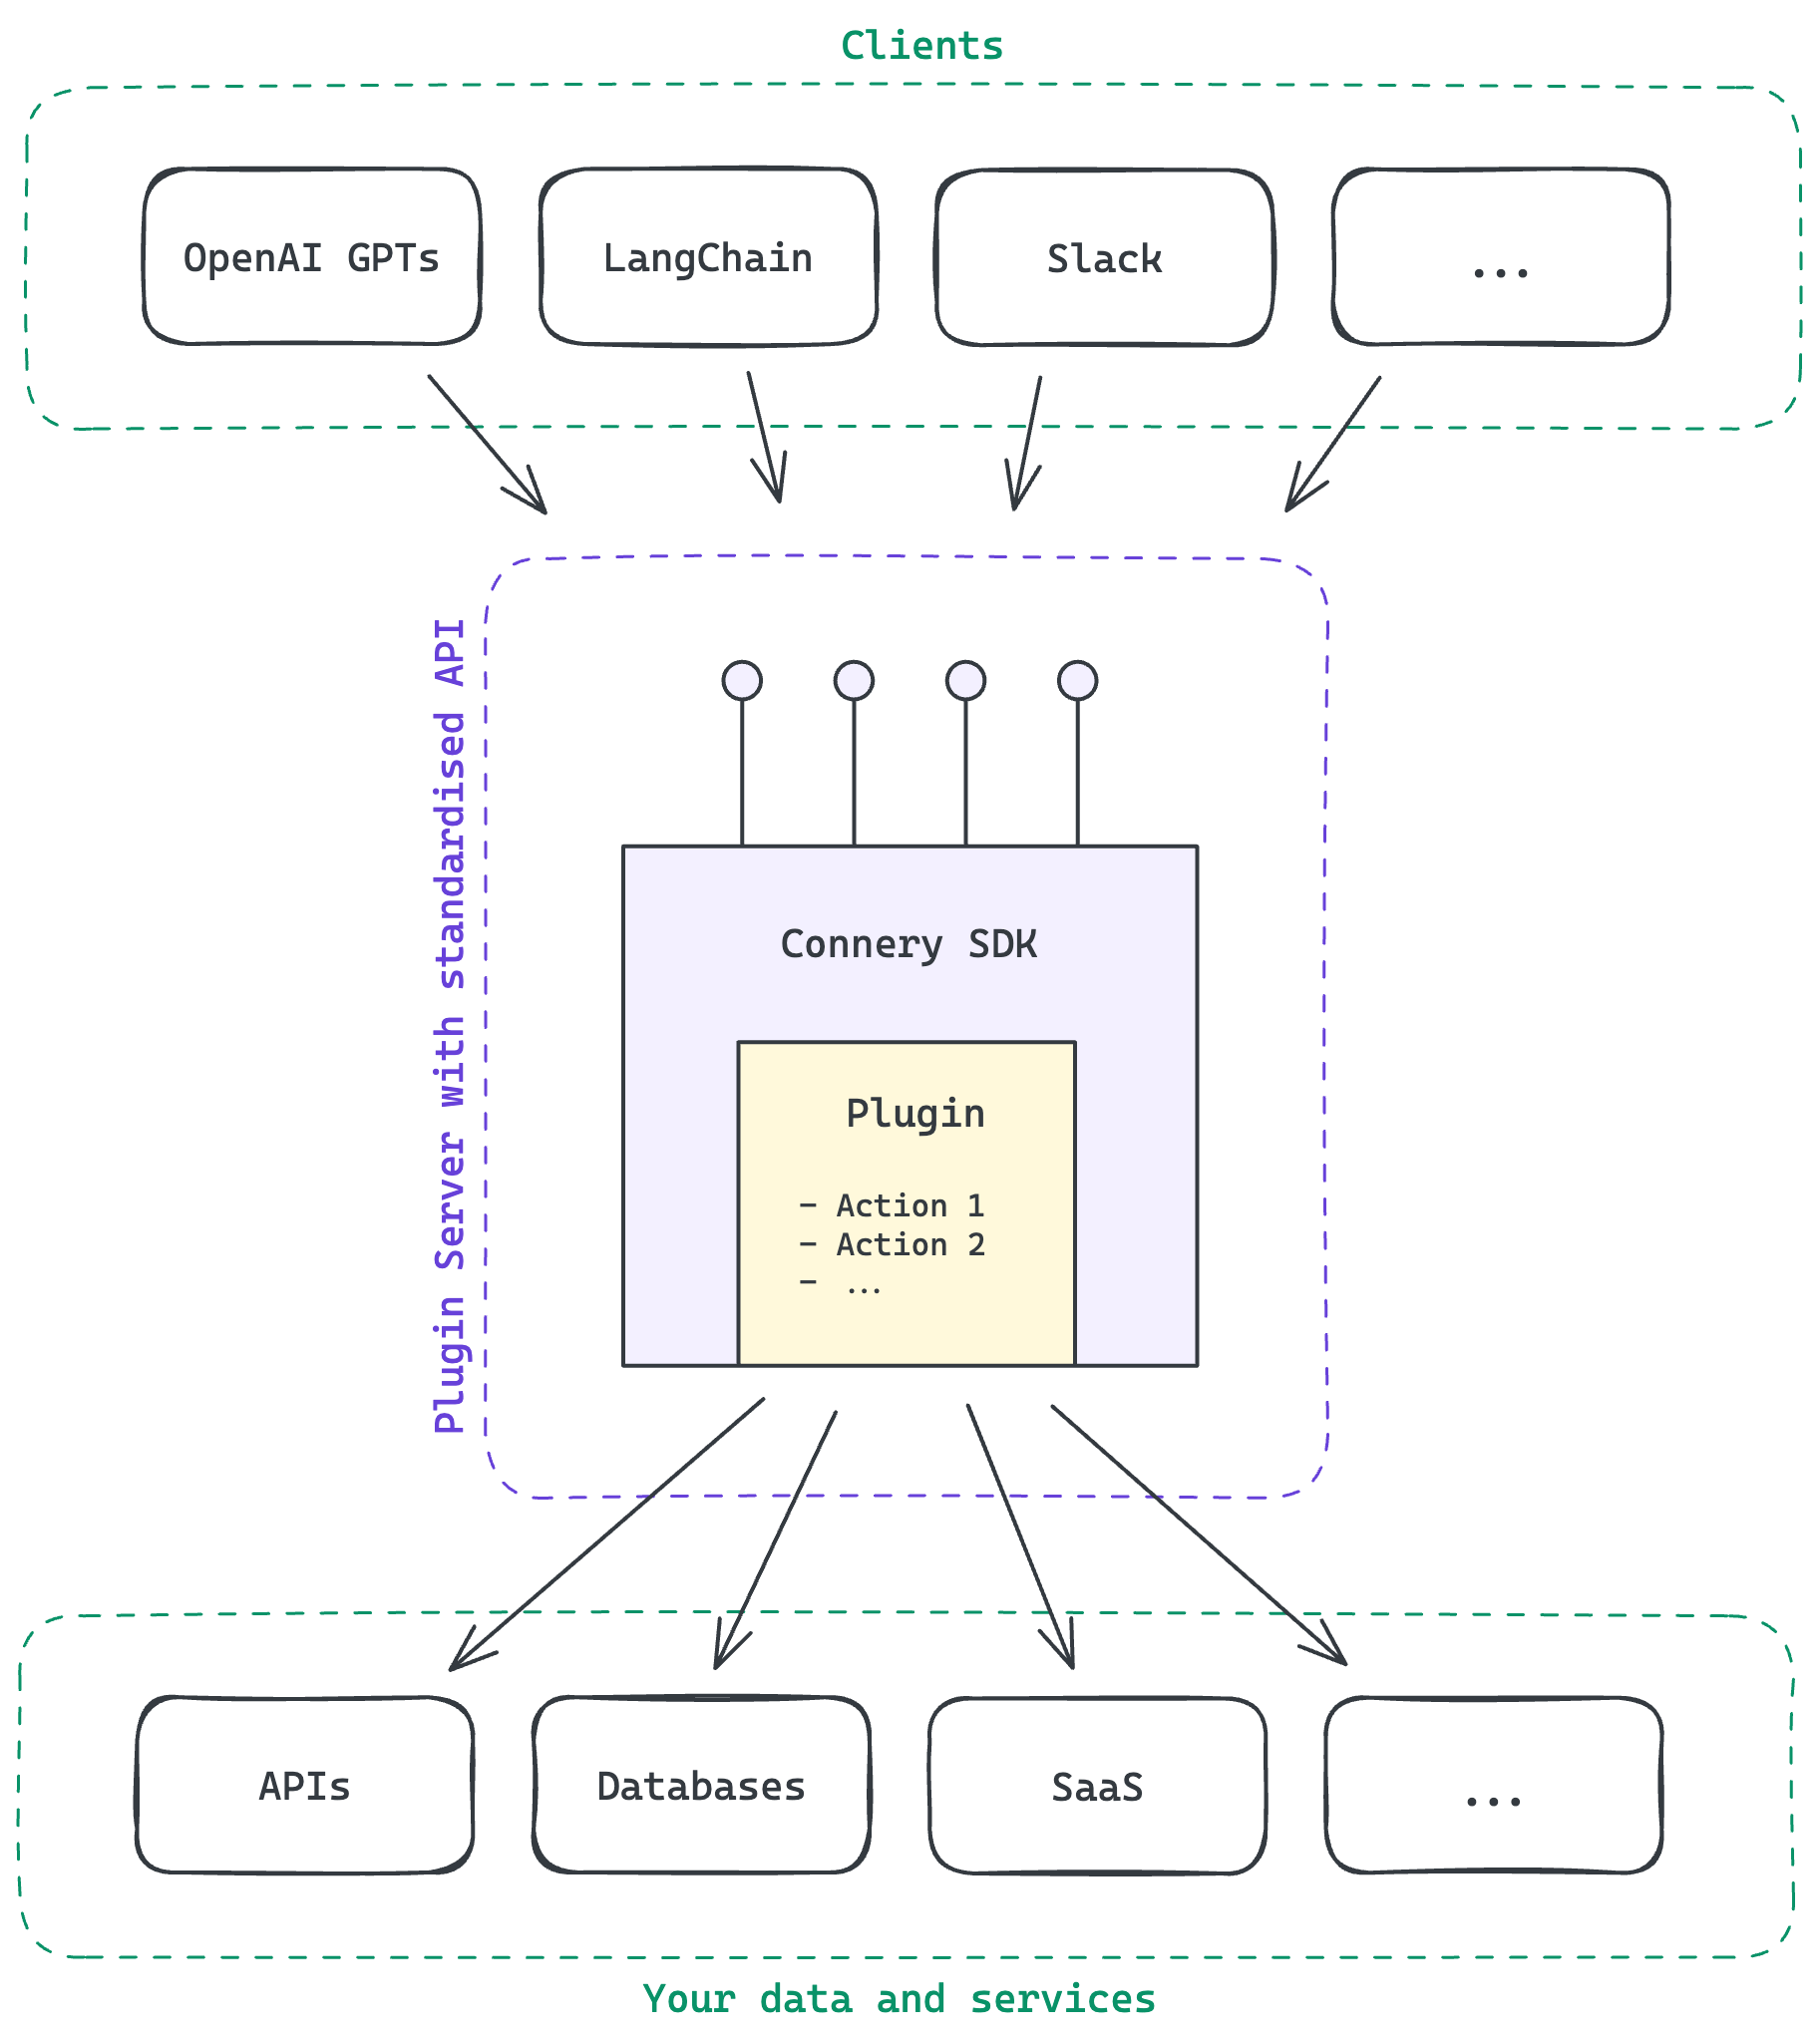 Clients
OpenAI GPTs
LangChain
Slack
...
Plugin Server with standardised API
Connery SDK
Plugin
- Action 1
- Action 2
- ...
APIs
Databases
SaaS
...
Your data and services